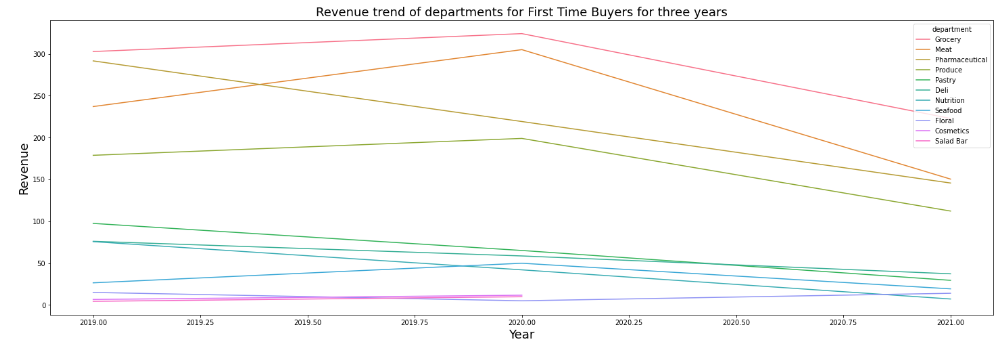 Revenue trend of departments for First Time Buyers for three years
department
Grocery
Meat
Pharmaceutical
Produce
Pastry
Deli
Nutrition
Seafood
Floral
Cosmetics
Salad Bar
Revenue
300
250
200
150
100
50
0
2019.00 2019.25 2019.50 2019.75 2020.00 2020.25 2020.50 2020.75 2021.00
Year